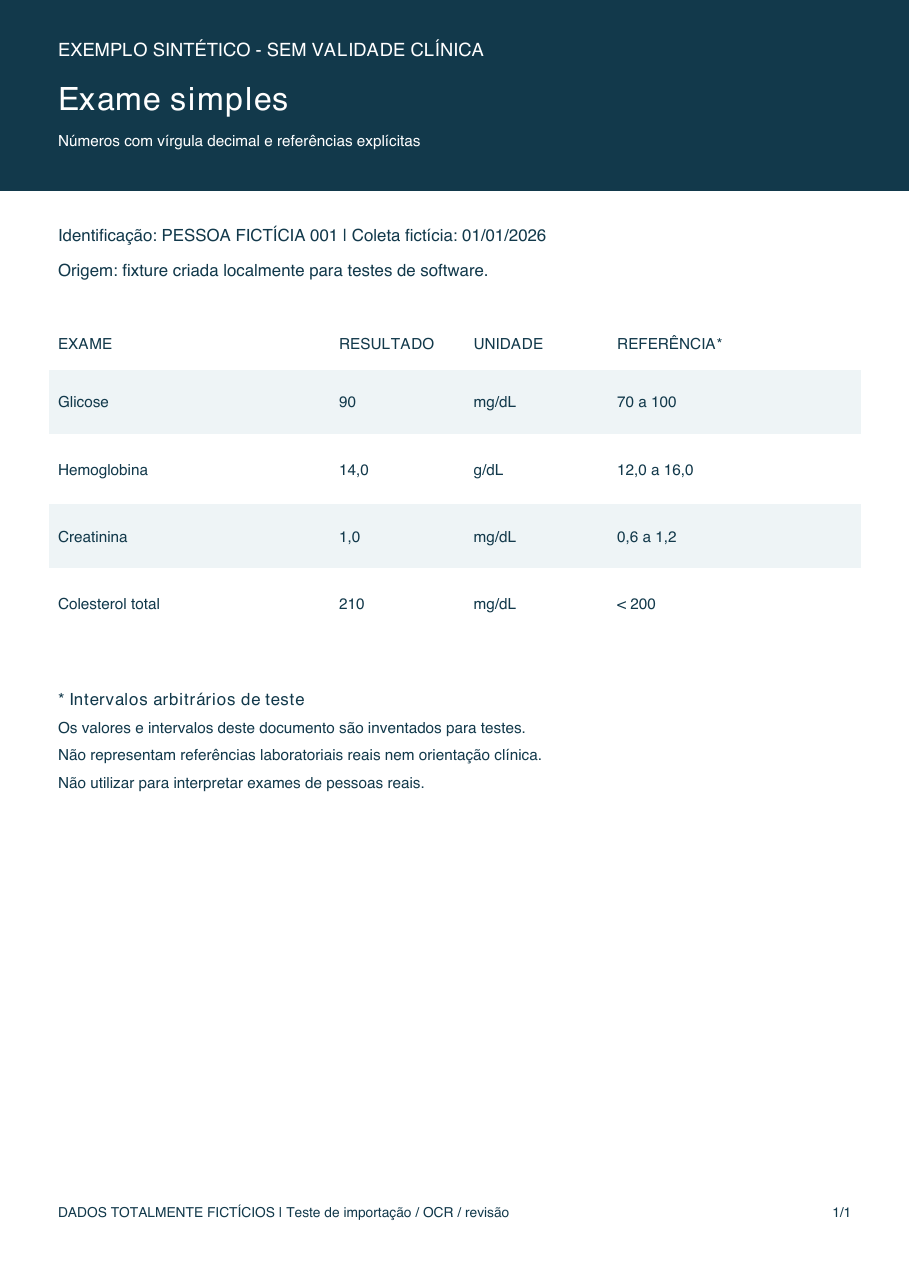 EXEMPLO SINTÉTICO - SEM VALIDADE CLÍNICA
Exame simples
Números com vírgula decimal e referências explícitas
Identificação: PESSOA FICTÍCIA 001 | Coleta fictícia: 01/01/2026
Origem: fixture criada localmente para testes de software.
EXAME RESULTADO UNIDADE REFERÊNCIA*
Glicose 90 mg/dL 70 a 100
Hemoglobina 14,0 g/dL 12,0 a 16,0
Creatinina 1,0 mg/dL 0,6 a 1,2
Colesterol total 210 mg/dL < 200
* Intervalos arbitrários de teste
Os valores e intervalos deste documento são inventados para testes.
Não representam referências laboratoriais reais nem orientação clínica.
Não utilizar para interpretar exames de pessoas reais.
DADOS TOTALMENTE FICTÍCIOS | Teste de importação / OCR / revisão 1/1